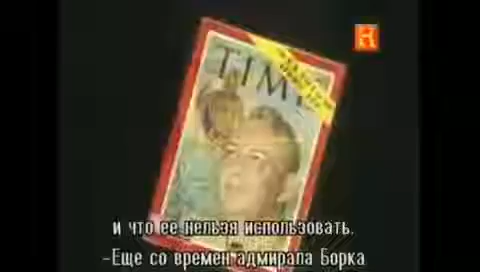 H
TIME
и что ее нельзя использовать.
-Еще со времен адмирала Борка